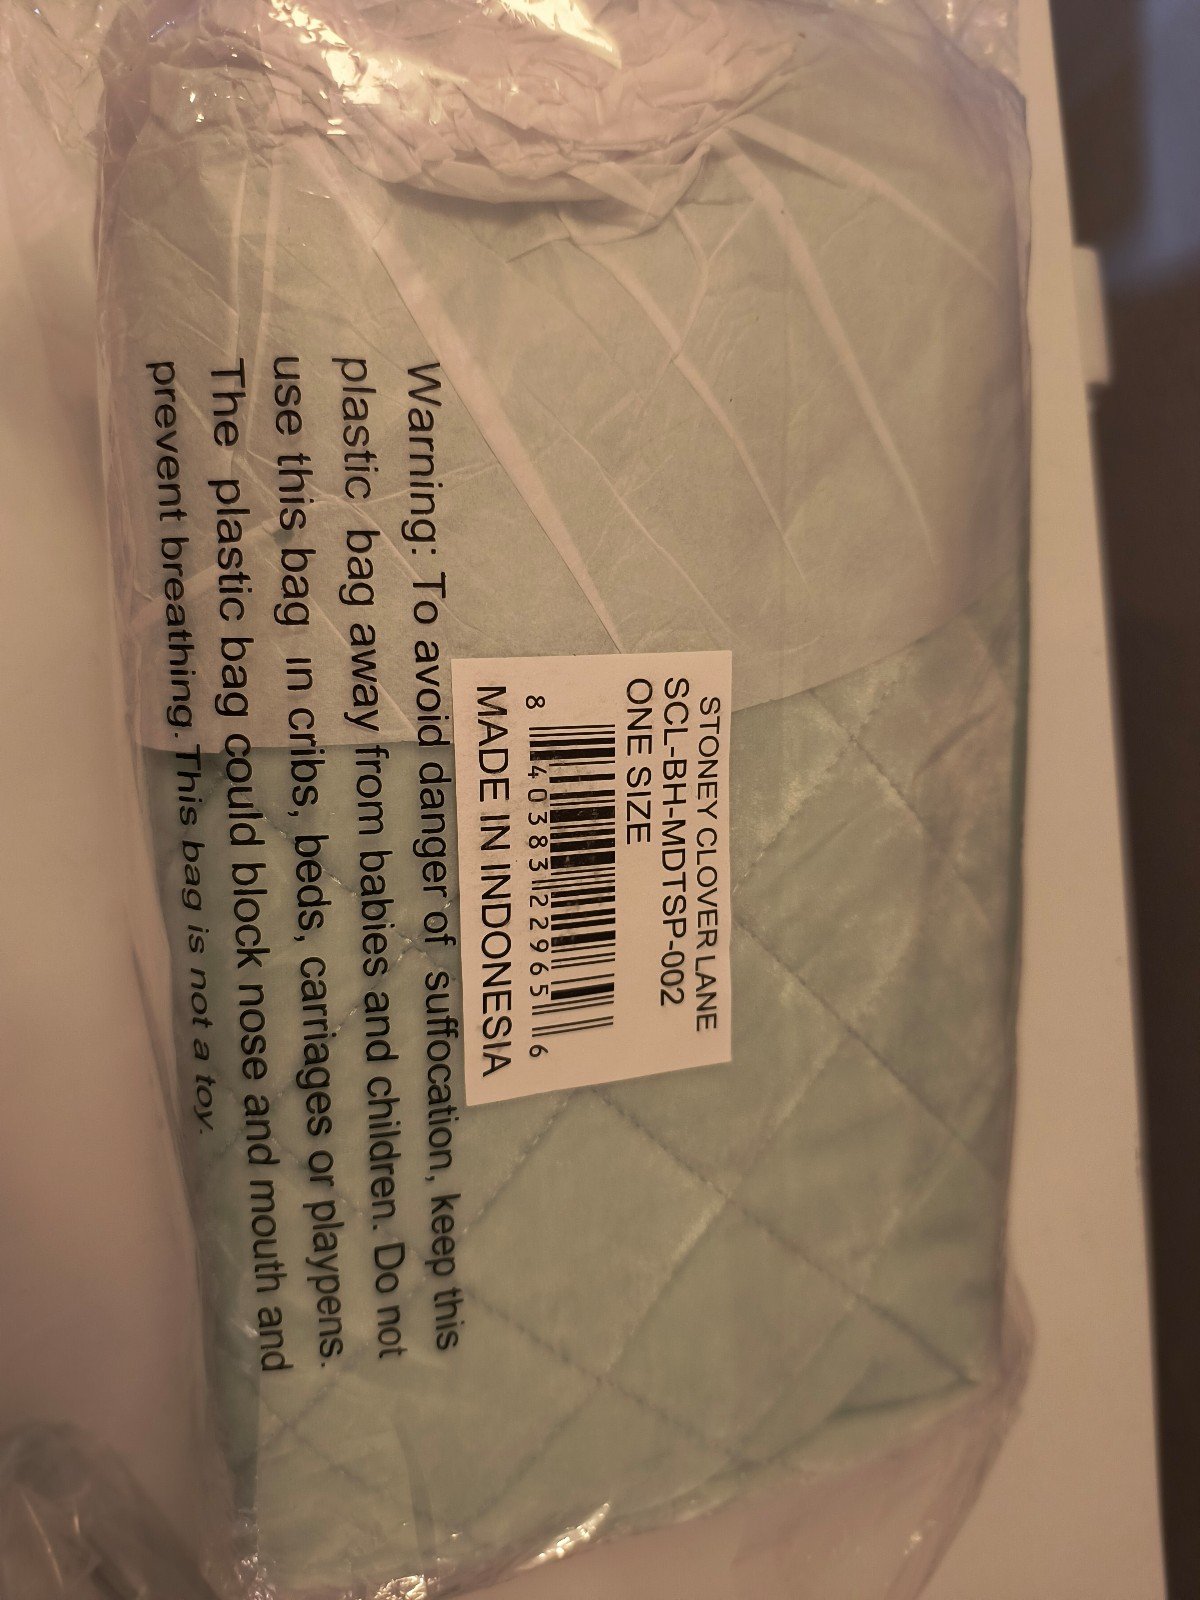 STONEY CLOVER LANE
SCL-BH-MDTSP-002
ONE SIZE
8 40383 22965 6
MADE IN INDONESIA
Warning: To avoid danger of suffocation, keep this
plastic bag away from babies and children. Do not
use this bag in cribs, beds, carriages or playpens.
The plastic bag could block nose and mouth and
prevent breathing. This bag is not a toy.